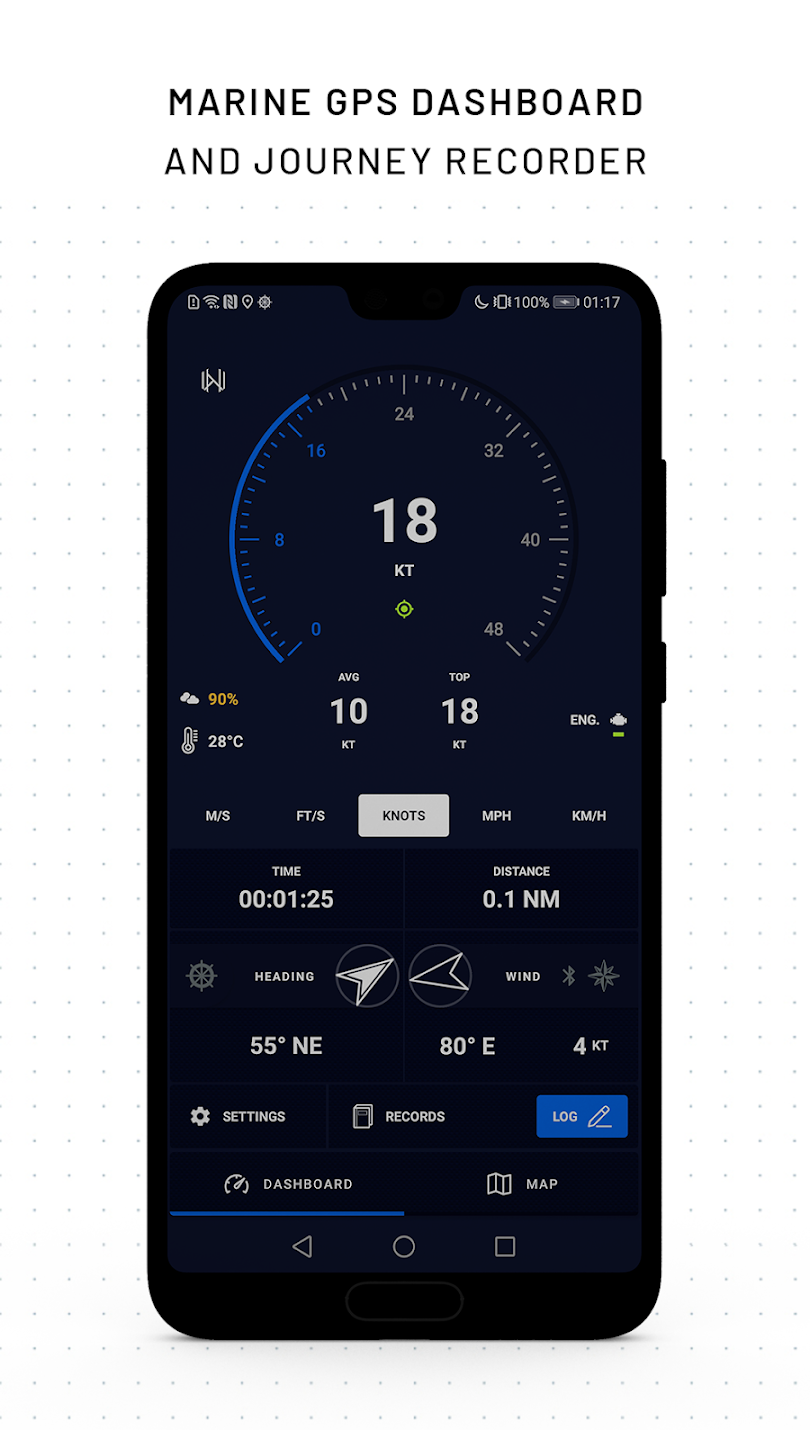 MARINE GPS DASHBOARD
AND JOURNEY RECORDER
100% 01:17
24
16 32
18
8 40
KT
0 48
AVG TOP
90%
10 18
ENG.
28°C
KT KT
M/S FT/S KNOTS MPH KM/H
TIME DISTANCE
00:01:25 0.1 NM
HEADING WIND
55° NE 80° E 4 KT
SETTINGS RECORDS LOG
DASHBOARD MAP